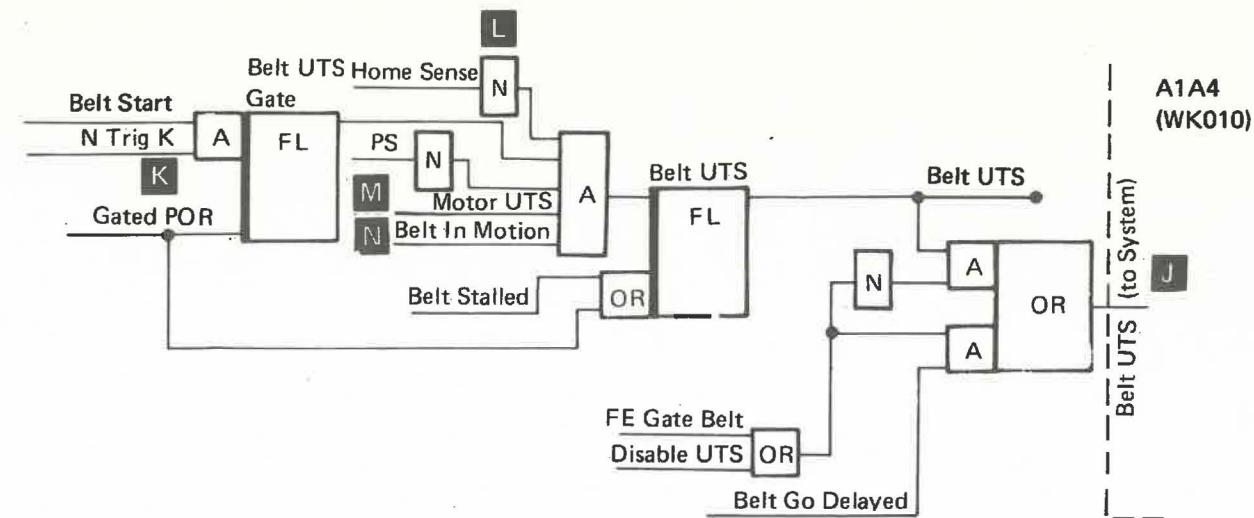 L
Belt UTS Home Sense
N
Gate
Belt Start
N Trig K
A
FL
K
PS
N
A
M
Motor UTS
N
Belt In Motion
Gated POR
Belt Stalled
OR
Belt UTS
FL
Belt UTS
N
A
A
OR
FE Gate Belt
Disable UTS
OR
Belt Go Delayed
Belt UTS (to System)
J
A1A4
(WK010)